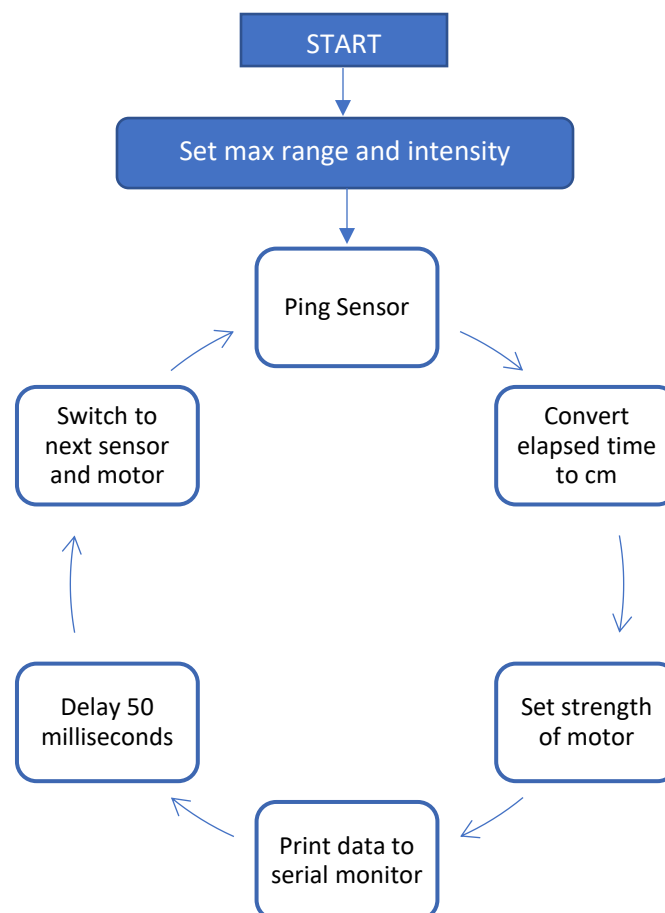 START
Set max range and intensity
Ping Sensor
Convert
elapsed time
to cm
Set strength
of motor
Print data to
serial monitor
Delay 50
milliseconds
Switch to
next sensor
and motor